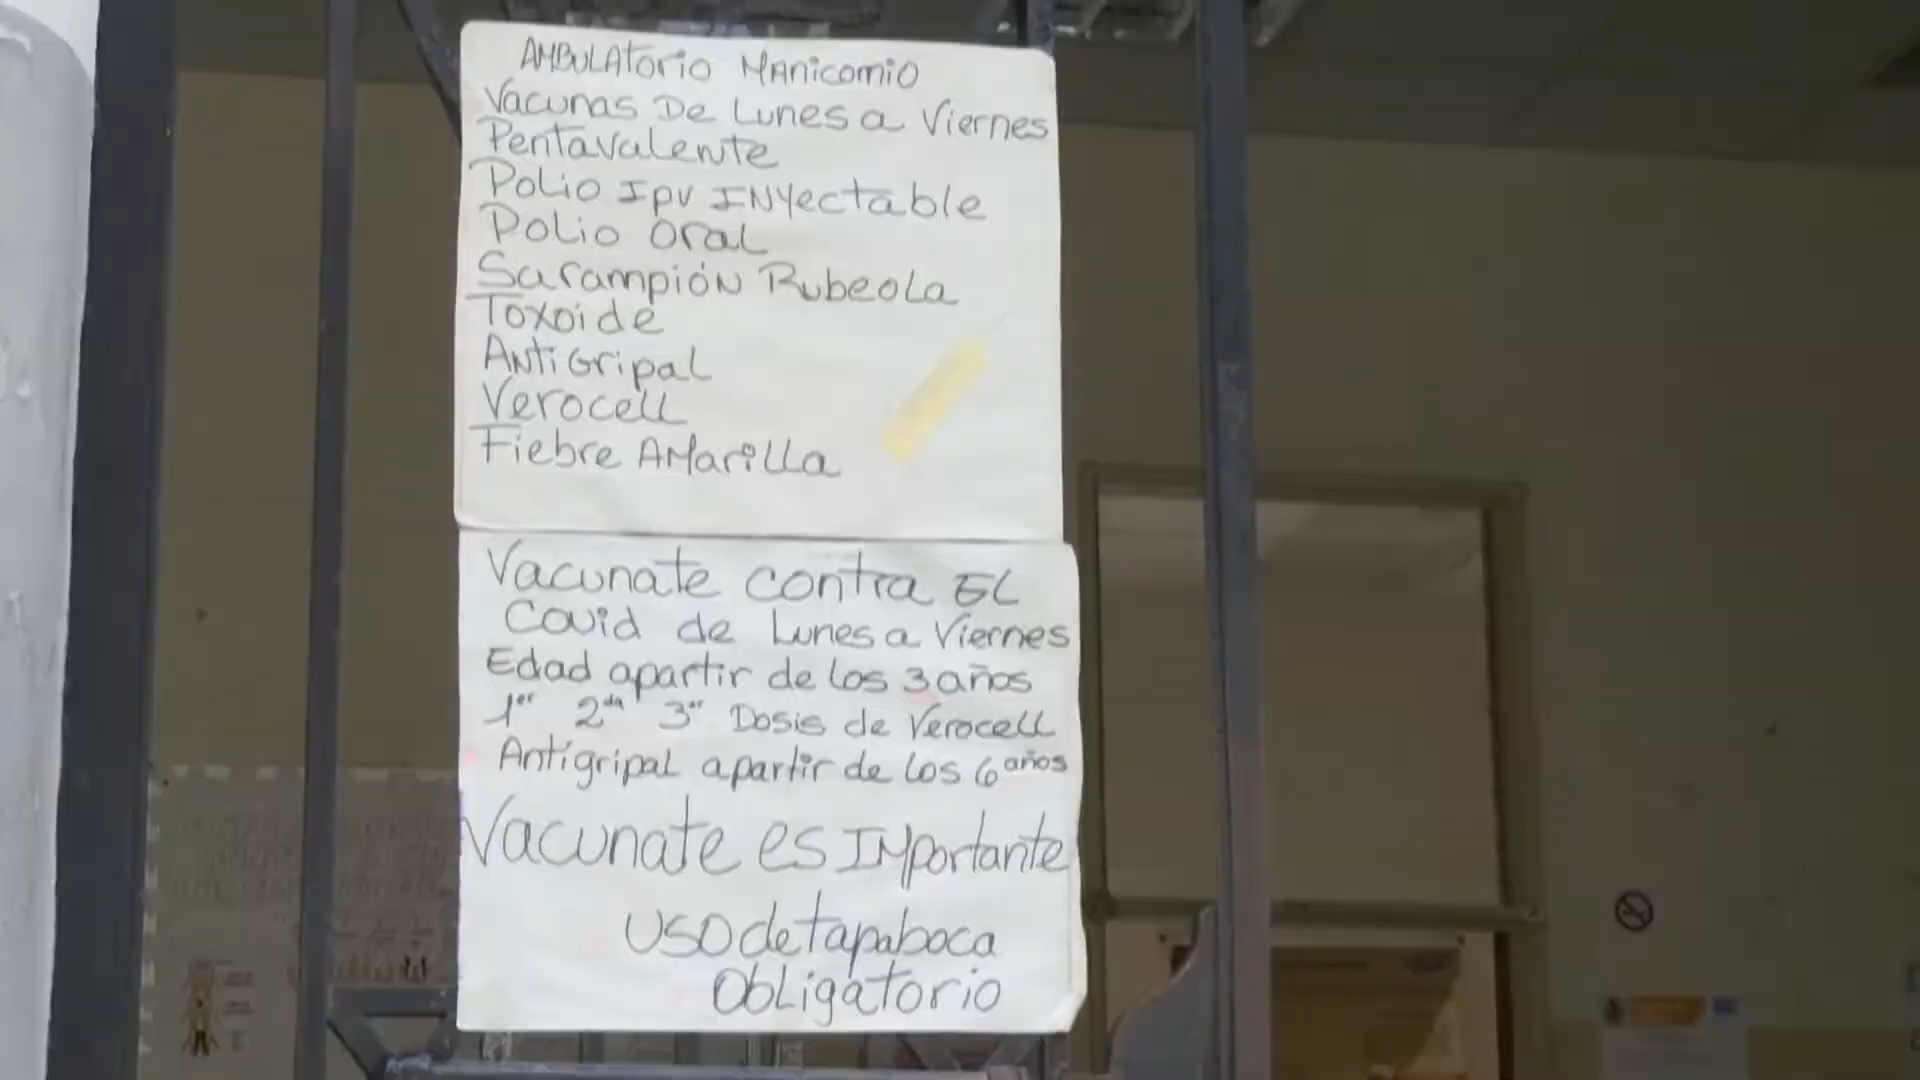 AMBULAtorio MANicomio
Vacunas De Lunes a Viernes
Pentavalente
Polio Ipv INYectable
Polio oral
Sarampión Rubeola
Toxoide
AntiGripal
Verocell
Fiebre AMarilla
Vacunate contra EL
Covid de Lunes a Viernes
Edad apartir de los 3 años
1er 2da 3er Dosis de Verocell
Antigripal apartir de los 6 años
Vacunate es IMportante
Uso de tapaboca
ObLigatorio